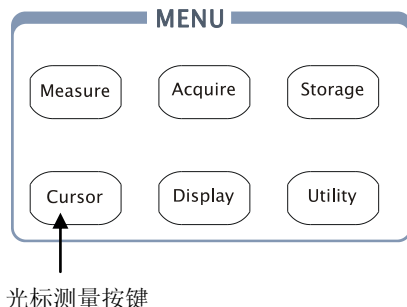 MENU
Measure Acquire Storage
Cursor Display Utility
光标测量按键